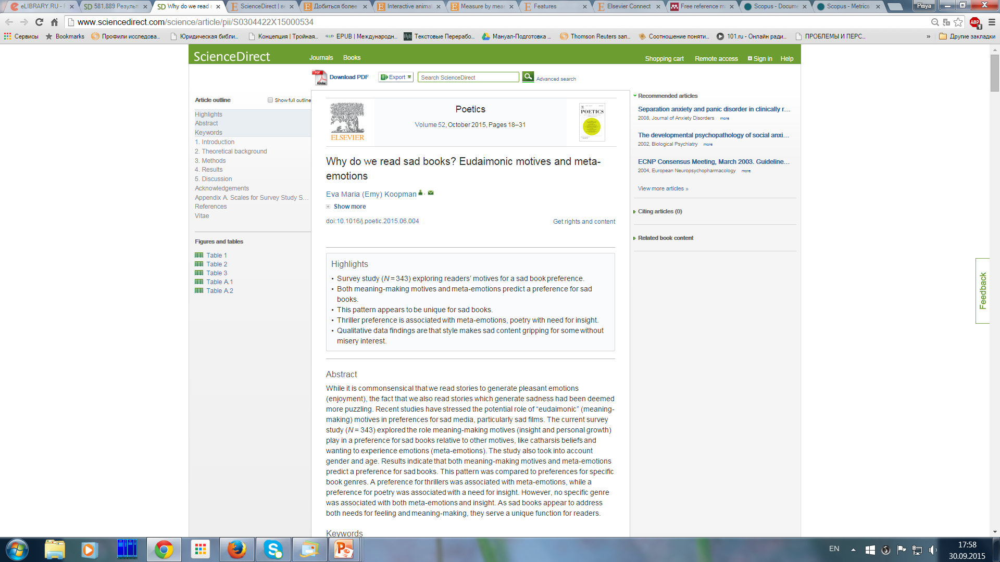 eLIBRARY.RU - 
SD 581,889 Результ
SD Why do we read s
ScienceDirect | ве
Добиться более
Interactive animat
Measure by meas
Features
Elsevier Connect
Free reference m
Scopus - Docume
Scopus - Metrics
Pisya
www.sciencedirect.com/science/article/pii/S0304422X15000534
ABP 1
Сервисы
Bookmarks
Профили исследова...
Юридическая библи...
Концепция | Тройная...
EPUB | Международн...
Текстовые Перерабо...
Мануал-Подготовка ...
Thomson Reuters зап...
Соотношение поняти...
101.ru - Онлайн ради...
ПРОБЛЕМЫ И ПЕРС...
»
Другие закладки
ScienceDirect
Journals Books
Shopping cart Remote access Sign in Help
PDF Adobe
Download PDF
Export
Search ScienceDirect
Advanced search
Article outline
Show full outline
Highlights
Abstract
Keywords
1. Introduction
2. Theoretical background
3. Methods
4. Results
5. Discussion
Acknowledgements
Appendix A. Scales for Survey Study S...
References
Vitae
Figures and tables
Table 1
Table 2
Table 3
Table A.1
Table A.2
ELSEVIER
Poetics
Volume 52, October 2015, Pages 18–31
POETICS
Why do we read sad books? Eudaimonic motives and meta-
emotions
Eva Maria (Emy) Koopman ,
Show more
doi:10.1016/j.poetic.2015.06.004
Get rights and content
Highlights
• Survey study (N = 343) exploring readers’ motives for a sad book preference.
• Both meaning-making motives and meta-emotions predict a preference for sad
books.
• This pattern appears to be unique for sad books.
• Thriller preference is associated with meta-emotions, poetry with need for insight.
• Qualitative data findings are that style makes sad content gripping for some without
misery interest.
Abstract
While it is commonsensical that we read stories to generate pleasant emotions
(enjoyment), the fact that we also read stories which generate sadness had been deemed
more puzzling. Recent studies have stressed the potential role of “eudaimonic” (meaning-
making) motives in preferences for sad media, particularly sad films. The current survey
study (N = 343) explored the role meaning-making motives (insight and personal growth)
play in a preference for sad books relative to other motives, like catharsis beliefs and
wanting to experience emotions (meta-emotions). The study also took into account
gender and age. Results indicate that both meaning-making motives and meta-emotions
predict a preference for sad books. This pattern was compared to preferences for specific
book genres. A preference for thrillers was associated with meta-emotions, while a
preference for poetry was associated with a need for insight. However, no specific genre
was associated with both meta-emotions and insight. As sad books appear to address
both needs for feeling and meaning-making, they serve a unique function for readers.
Keywords
Recommended articles
Separation anxiety and panic disorder in clinically r...
2008, Journal of Anxiety Disorders more
The developmental psychopathology of social anxi...
2002, Biological Psychiatry more
ECNP Consensus Meeting, March 2003. Guideline...
2004, European Neuropsychopharmacology more
View more articles »
Citing articles (0)
Related book content
Feedback
EN
17:58
30.09.2015